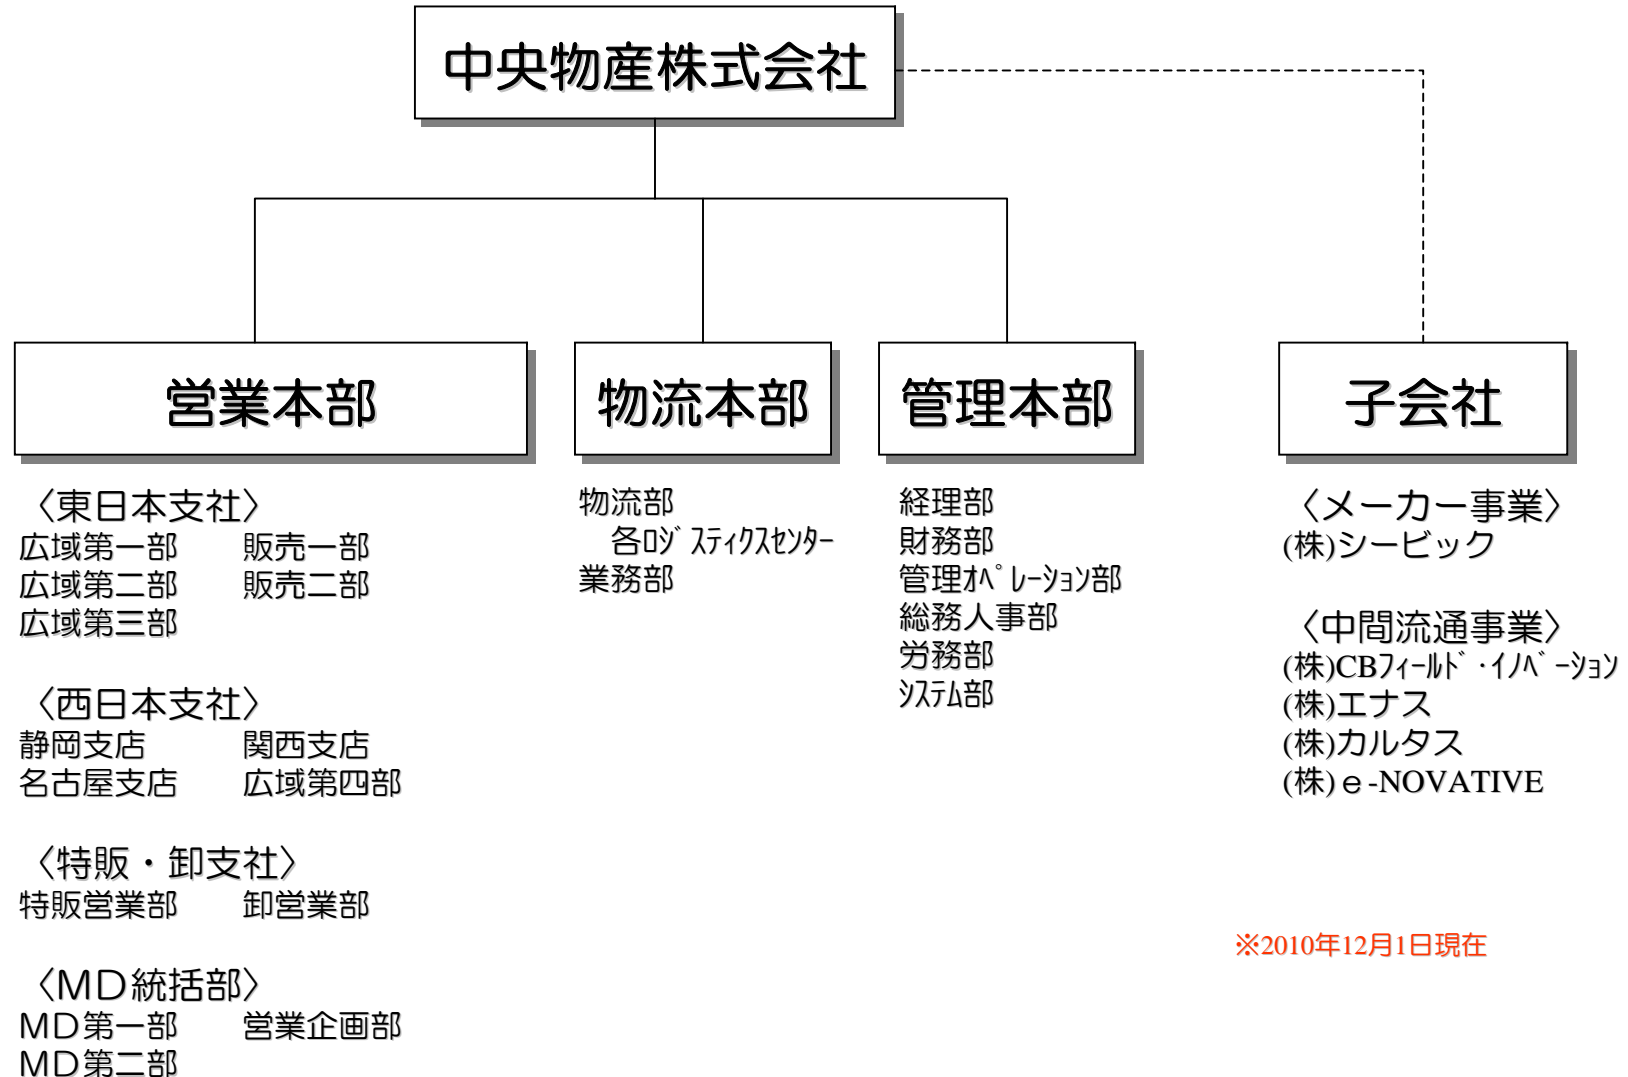 中央物産株式会社
営業本部
〈東日本支社〉
広域第一部 販売一部
広域第二部 販売二部
広域第三部
〈西日本支社〉
静岡支店 関西支店
名古屋支店 広域第四部
〈特販・卸支社〉
特販営業部 卸営業部
〈ＭＤ統括部〉
ＭＤ第一部 営業企画部
ＭＤ第二部
物流本部
物流部
各ﾛｼﾞｽﾃｨｸｽｾﾝﾀｰ
業務部
管理本部
経理部
財務部
管理ｵﾍﾟﾚｰｼｮﾝ部
総務人事部
労務部
ｼｽﾃﾑ部
子会社
〈メーカー事業〉
(株)シービック
〈中間流通事業〉
(株)CBﾌｨｰﾙﾄﾞ･ｲﾉﾍﾞｰｼｮﾝ
(株)エナス
(株)カルタス
(株)ｅ-NOVATIVE
※2010年12月1日現在